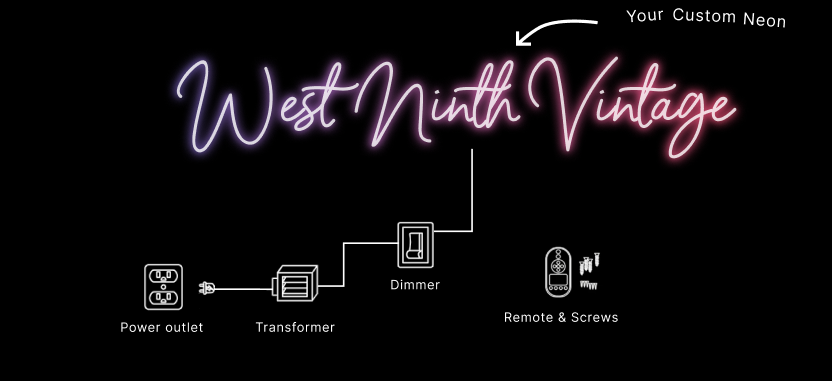 Your Custom Neon
West Ninth Vintage
Dimmer
Power outlet
Transformer
Remote & Screws